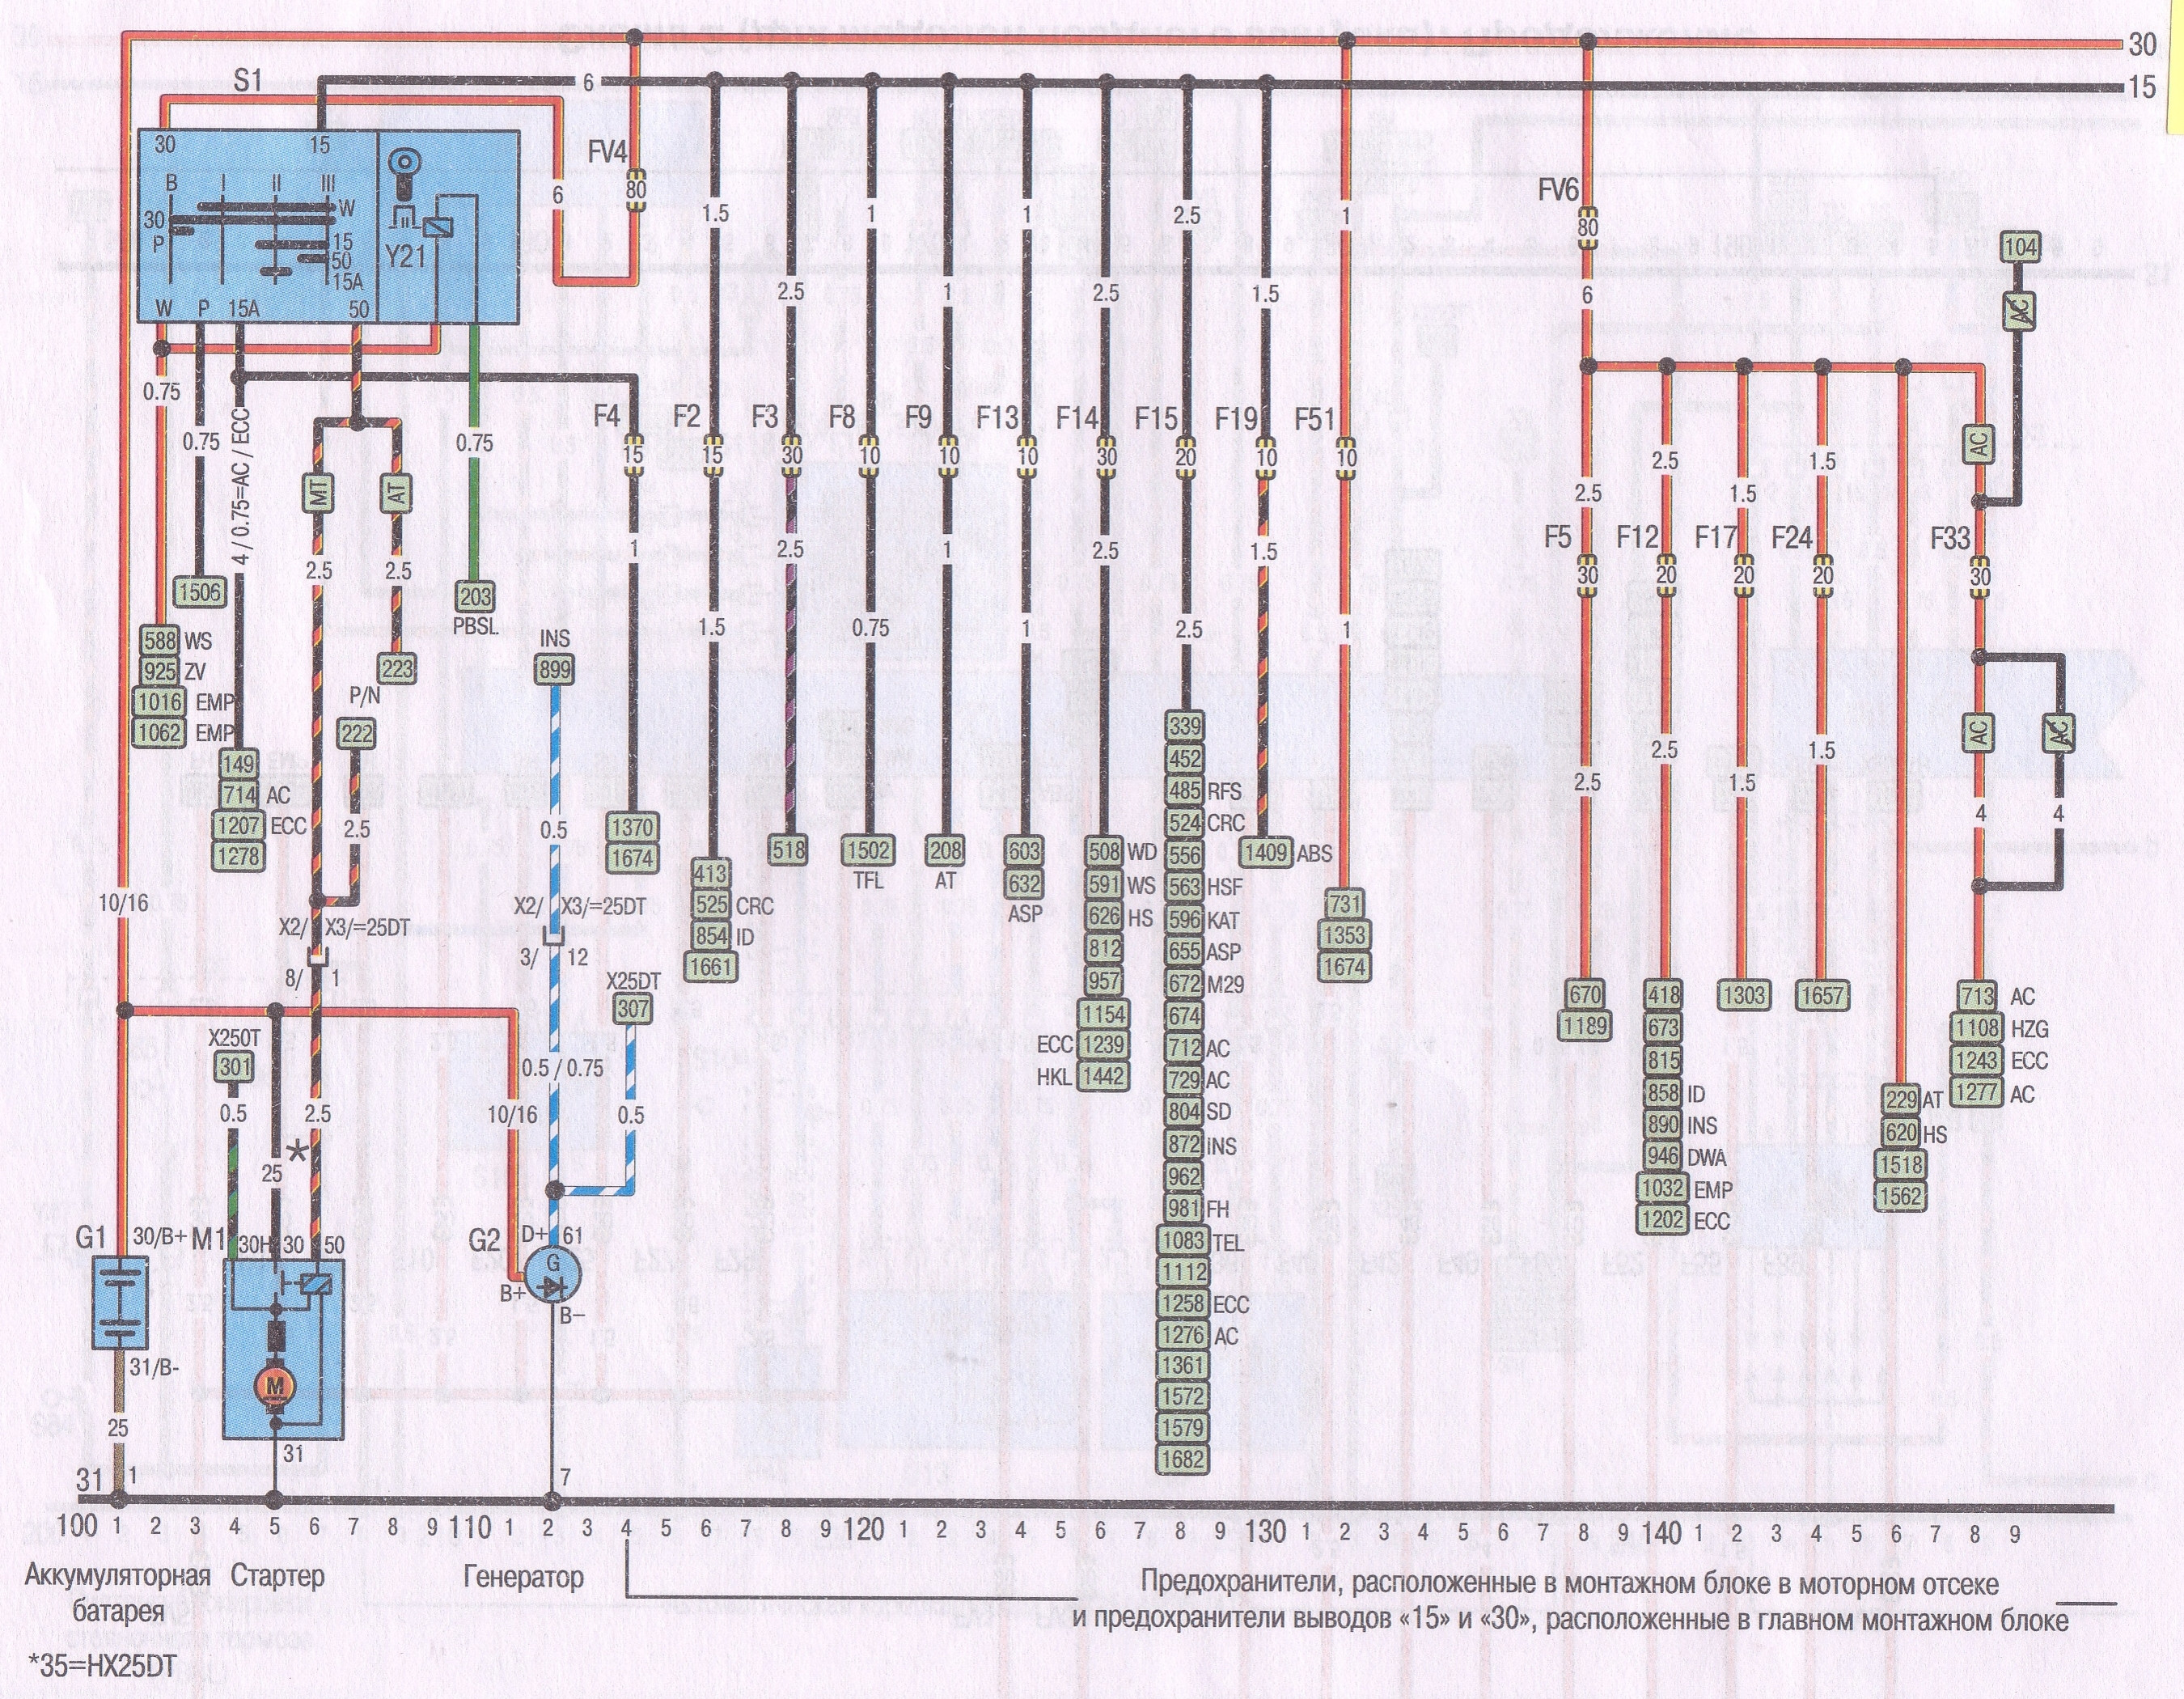 30
S1
6
15
30
15
FV4
80
6
B
I
II
III
W
30
P
15
50
15A
Y21
W
P
15A
50
1.5
2.5
1
1
1
2.5
2.5
1.5
1
FV6
80
6
104
AC
0.75
0.75
4 / 0.75=AC / ECC
0.75
F4
F2
F3
F8
F9
F13
F14
F15
F19
F51
15
15
30
10
10
10
30
20
10
10
MT
AT
AC
2.5
2.5
1.5
1.5
F5
F12
F17
F24
F33
30
20
20
20
30
2.5
2.5
1
2.5
1
2.5
1.5
1506
203
PBSL
1.5
0.75
1
2.5
1
588 WS
925 ZV
1016 EMP
1062 EMP
223
P/N
222
INS
899
149
714 AC
1207 ECC
1278
2.5
0.5
2.5
2.5
1.5
1.5
AC
AC
4
4
1370
1674
413
525 CRC
854 ID
1661
518
1502
TFL
208
AT
603
632
ASP
508 WD
591 WS
626 HS
812
957
1154
ECC 1239
HKL 1442
339
452
485 RFS
524 CRC
556
563 HSF
596 KAT
655 ASP
672 M29
674
712 AC
729 AC
804 SD
872 INS
962
981 FH
1083 TEL
1112
1258 ECC
1276 AC
1361
1572
1579
1682
1409 ABS
731
1353
1674
670
1189
418
673
815
858 ID
890 INS
946 DWA
1032 EMP
1202 ECC
1303
1657
229 AT
620 HS
1518
1562
713 AC
1108 HZG
1243 ECC
1277 AC
10/16
X2/ X3/=25DT
8/ 1
X2/ X3/=25DT
3/ 12
X25DT
307
X250T
301
0.5
2.5
*
25
10/16
0.5 / 0.75
0.5
G1
30/B+
M1
30H
30
50
G2
D+
61
G
B+
B–
31/B-
M
25
31
31
1
7
100 1 2 3 4 5 6 7 8 9 110 1 2 3 4 5 6 7 8 9 120 1 2 3 4 5 6 7 8 9 130 1 2 3 4 5 6 7 8 9 140 1 2 3 4 5 6 7 8 9
Аккумуляторная
батарея
Стартер
Генератор
Предохранители, расположенные в монтажном блоке в моторном отсеке
и предохранители выводов «15» и «30», расположенные в главном монтажном блоке
*35=HX25DT